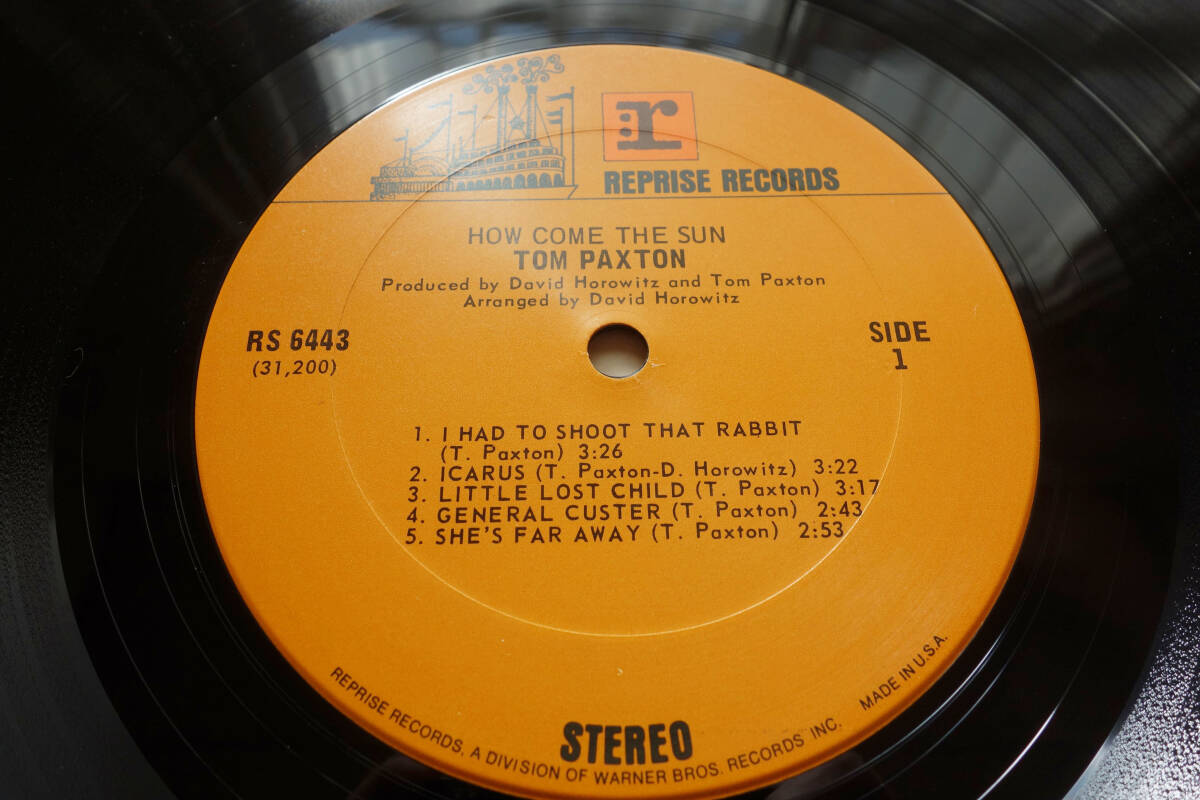 r
REPRISE RECORDS
HOW COME THE SUN
TOM PAXTON
Produced by David Horowitz and Tom Paxton
Arranged by David Horowitz
RS 6443
(31,200)
SIDE
1
1. I HAD TO SHOOT THAT RABBIT
(T. Paxton) 3:26
2. ICARUS (T. Paxton-D. Horowitz) 3:22
3. LITTLE LOST CHILD (T. Paxton) 3:17
4. GENERAL CUSTER (T. Paxton) 2:43
5. SHE'S FAR AWAY (T. Paxton) 2:53
STEREO
REPRISE RECORDS, A DIVISION OF WARNER BROS. RECORDS INC. MADE IN U.S.A.